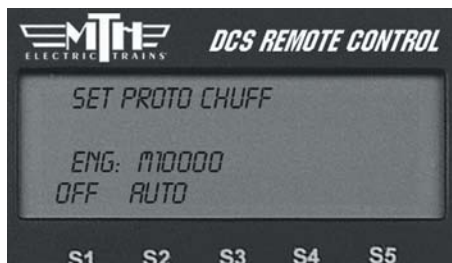 MTH
ELECTRIC TRAINS
DCS REMOTE CONTROL
SET PROTO CHUFF
ENG: M10000
OFF AUTO
S1 S2 S3 S4 S5